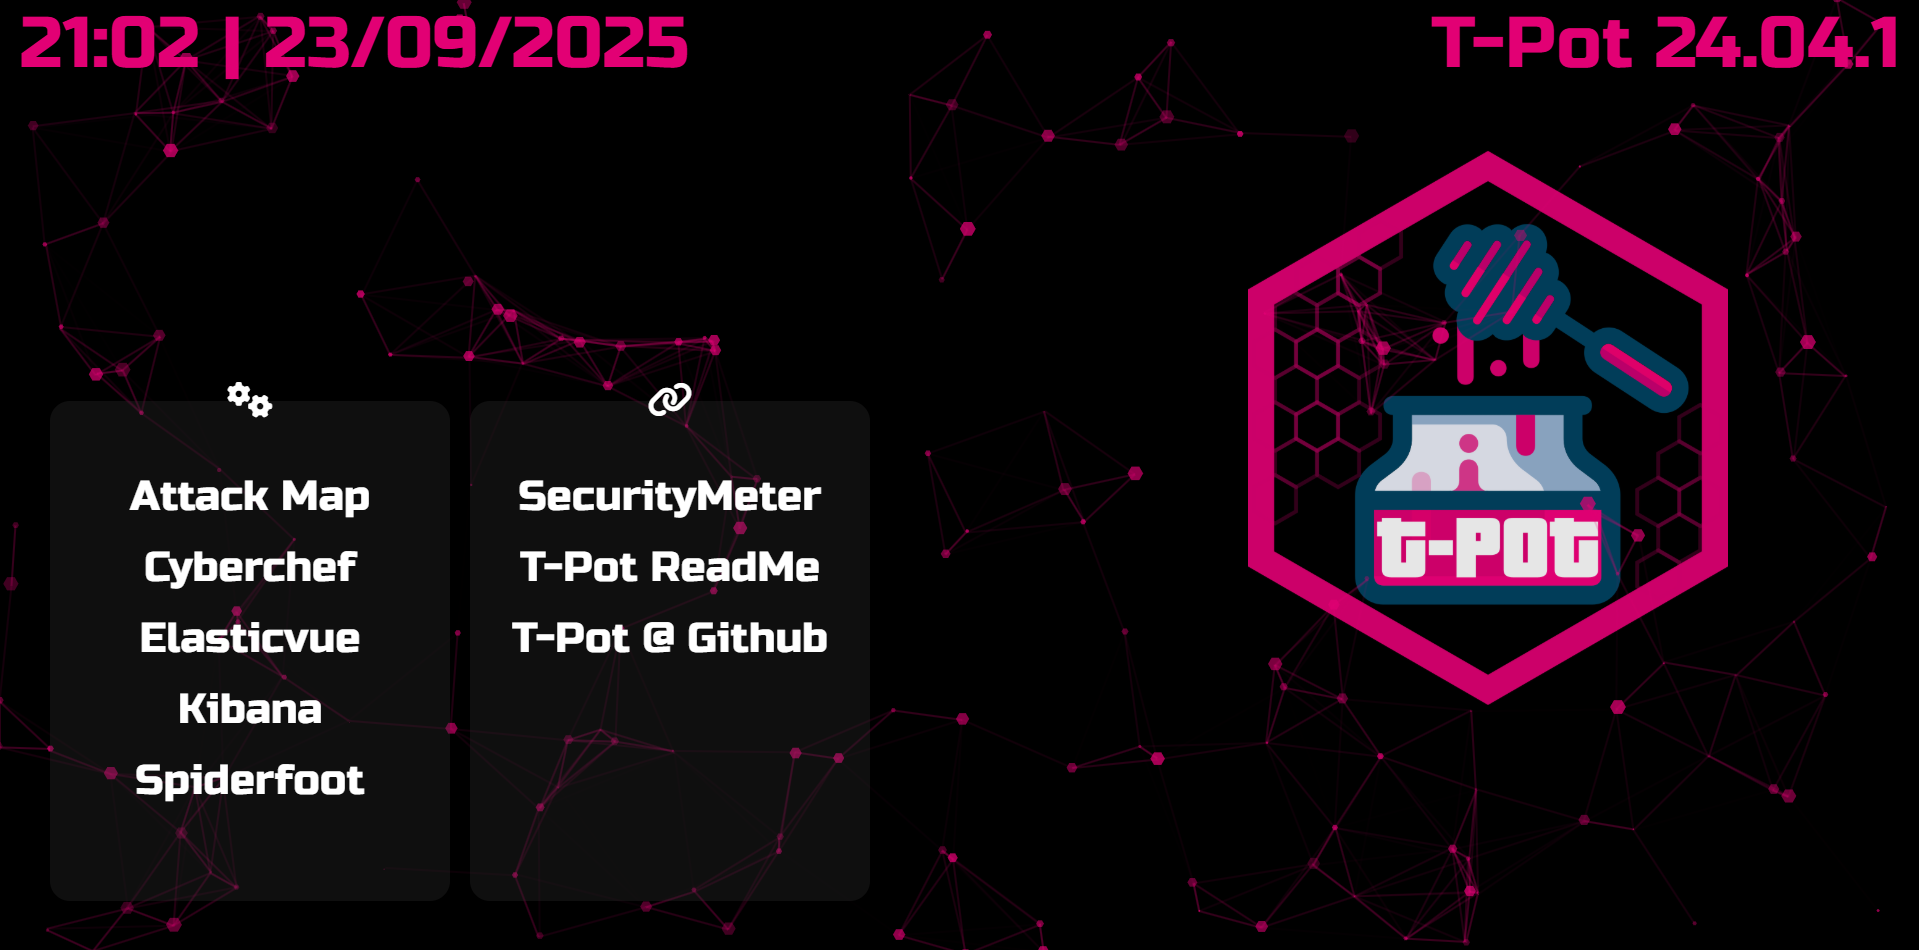 21:02 | 23/09/2025
T-Pot 24.04.1
Attack Map
Cyberchef
Elasticvue
Kibana
Spiderfoot
SecurityMeter
T-Pot ReadMe
T-Pot @ Github
t-Pot